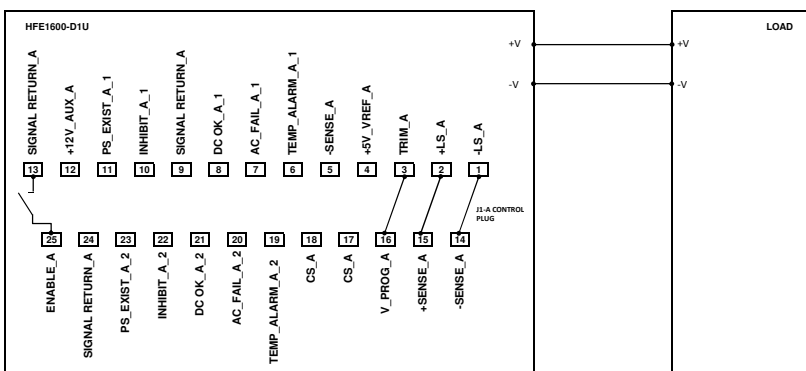 HFE1600-D1U
LOAD
+V
+V
-V
-V
SIGNAL RETURN_A
+12V_AUX_A
PS_EXIST_A_1
INHIBIT_A_1
SIGNAL RETURN_A
DC OK_A_1
AC_FAIL_A_1
TEMP_ALARM_A_1
-SENSE_A
+5V_VREF_A
TRIM_A
+LS_A
-LS_A
13 12 11 10 9 8 7 6 5 4 3 2 1
J1-A CONTROL
PLUG
25 24 23 22 21 20 19 18 17 16 15 14
ENABLE_A
SIGNAL RETURN_A
PS_EXIST_A_2
INHIBIT_A_2
DC OK_A_2
AC_FAIL_A_2
TEMP_ALARM_A_2
CS_A
CS_A
V_PROG_A
+SENSE_A
-SENSE_A